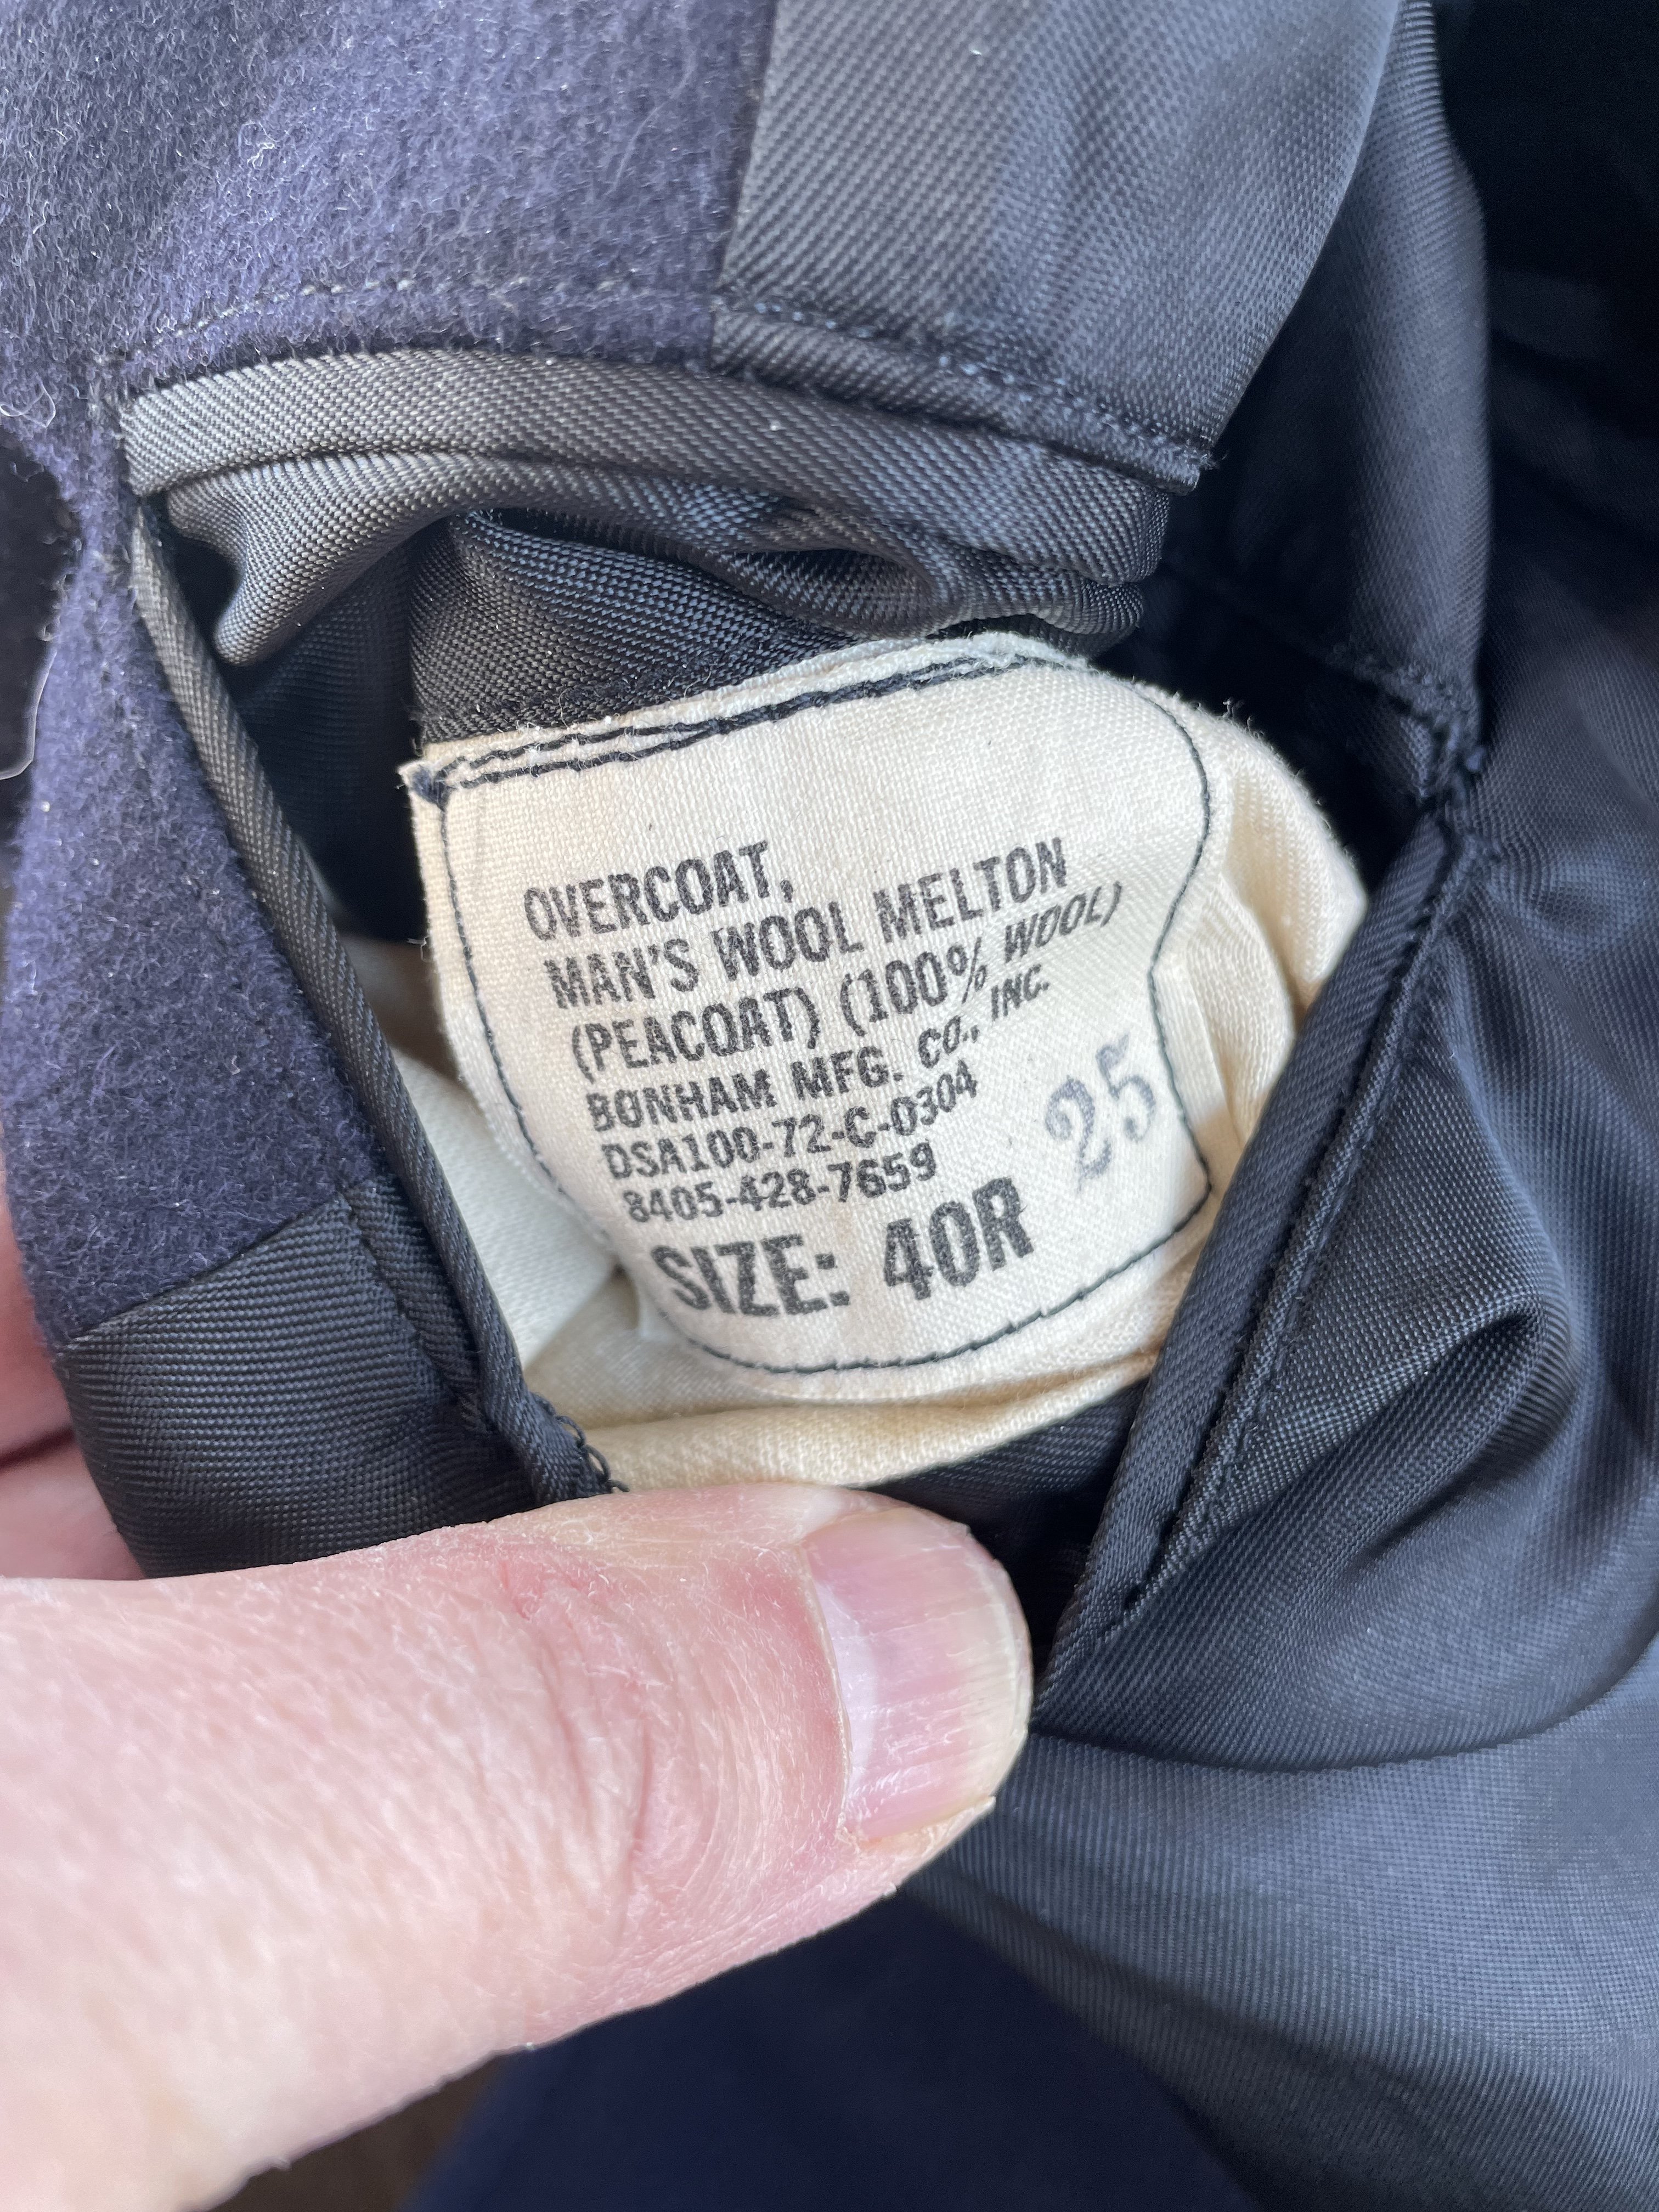 OVERCOAT,
MAN'S WOOL MELTON
(PEACOAT) (100% WOOL)
BONHAM MFG. CO., INC.
DSA100-72-C-0304
8405-428-7659
25
SIZE: 40R